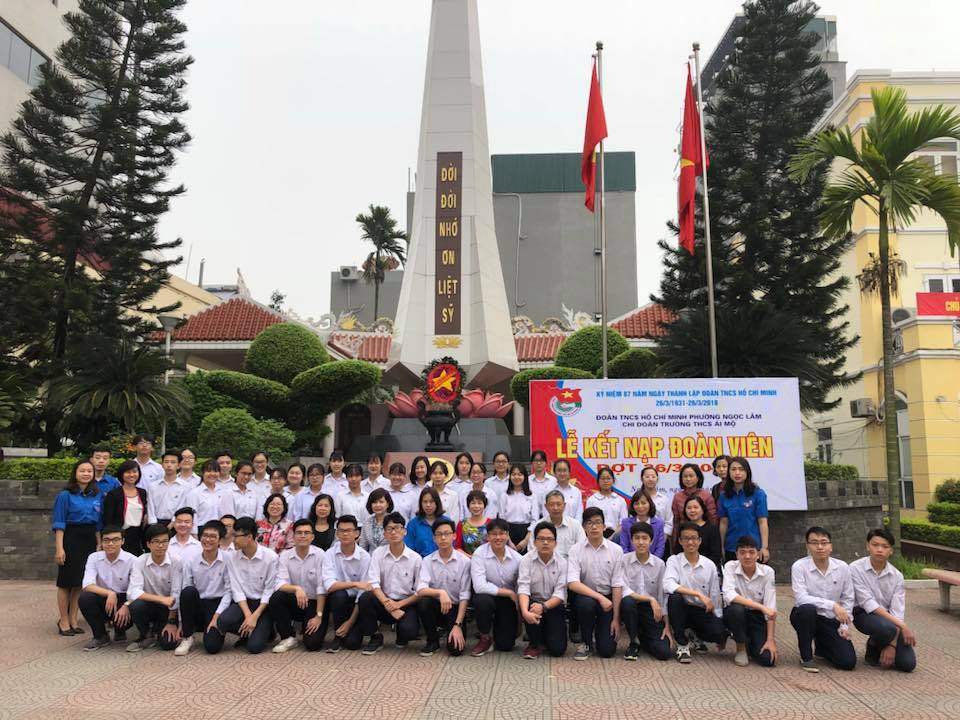 ĐỜI
ĐỜI
NHỚ
ƠN
LIỆT
SỸ
KỶ NIỆM 87 NĂM NGÀY THÀNH LẬP ĐOÀN TNCS HỒ CHÍ MINH
26/3/1931-26/3/2018
ĐOÀN TNCS HỒ CHÍ MINH PHƯỜNG NGỌC LÂM
CHI ĐOÀN TRƯỜNG THCS ÁI MỘ
LỄ KẾT NẠP ĐOÀN VIÊN
ĐỢT
CHỦ